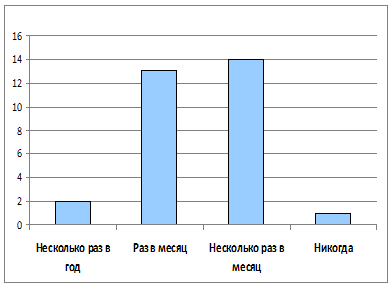 16
14
12
10
8
6
4
2
0
Несколько раз в год
Раз в месяц
Несколько раз в месяц
Никогда